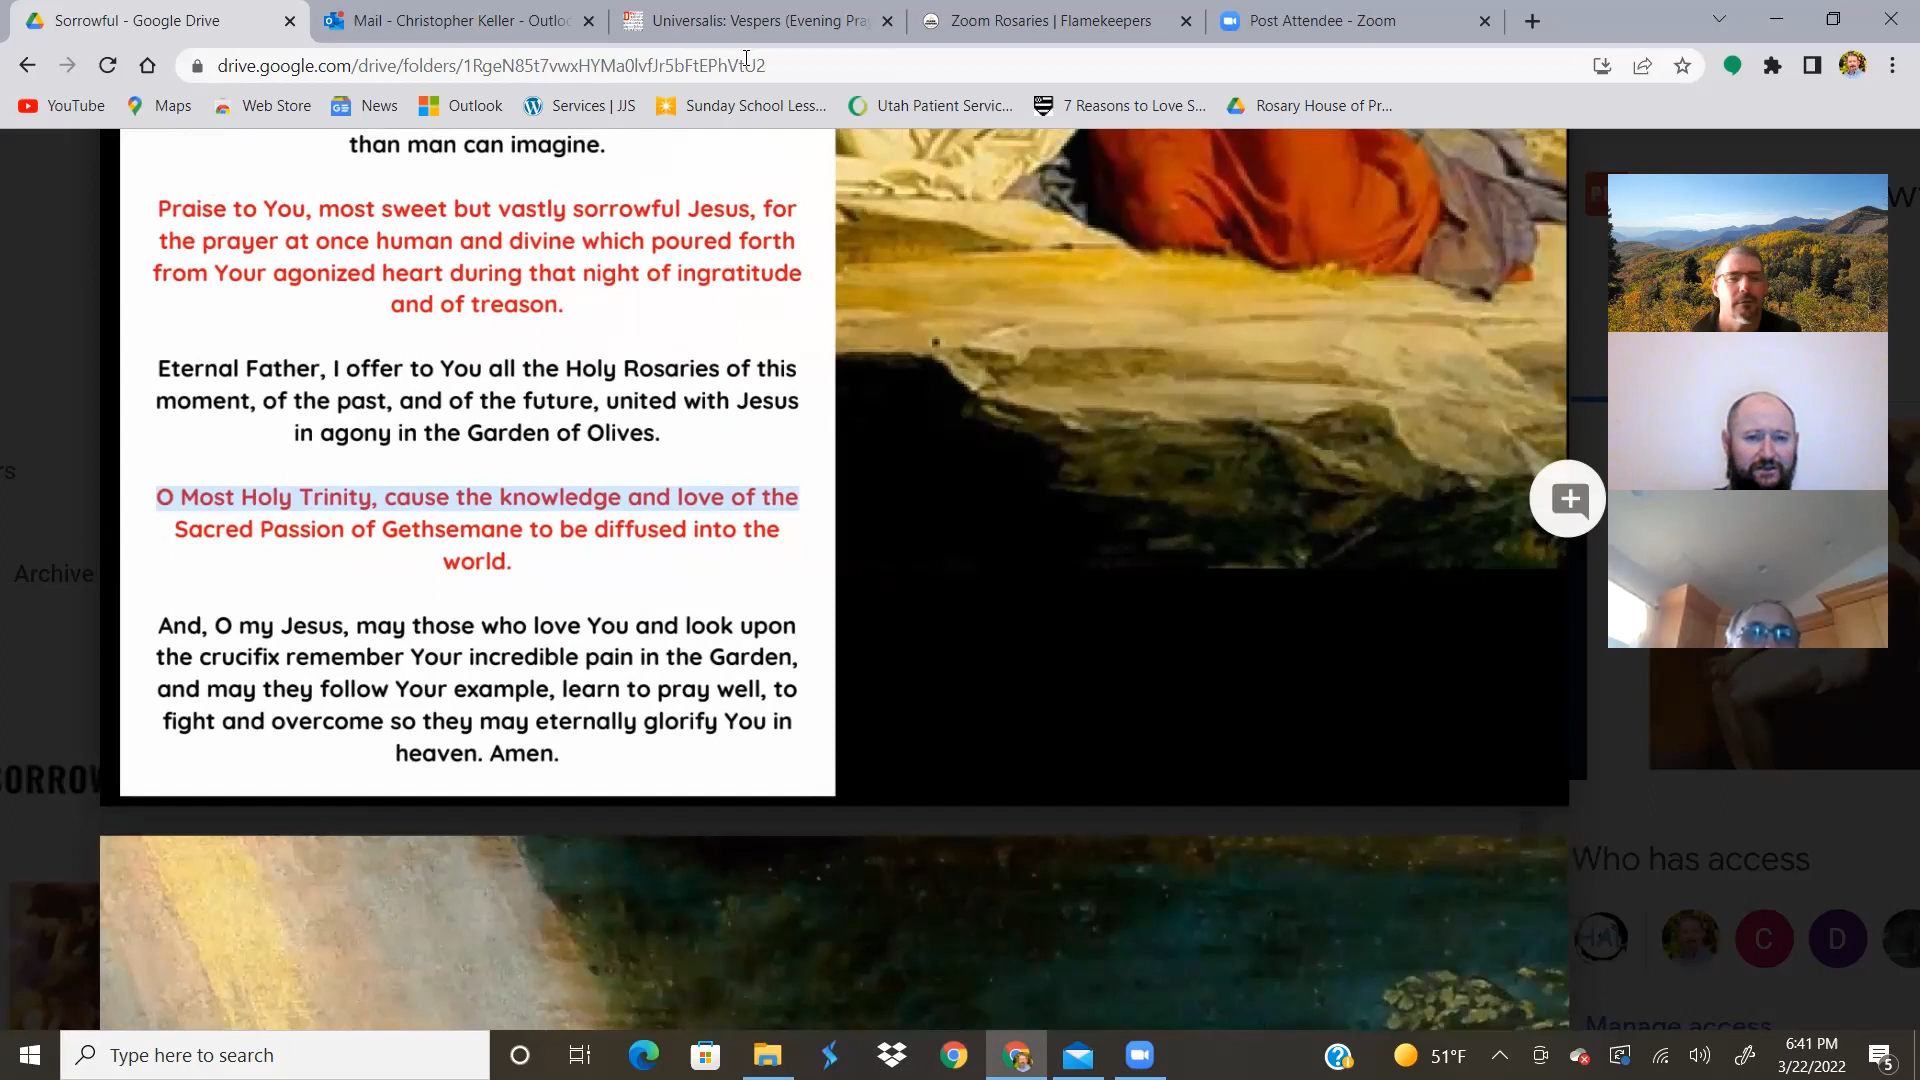 Sorrowful - Google Drive
Mail - Christopher Keller - Outloo
Universalis: Vespers (Evening Pra
Zoom Rosaries | Flamekeepers
Post Attendee - Zoom
drive.google.com/drive/folders/1RgeN85t7vwxHYMa0lvfJr5bFtEPhVtU2
YouTube
Maps
Web Store
News
Outlook
Services | JJS
Sunday School Less...
Utah Patient Servic...
7 Reasons to Love S...
Rosary House of Pr...
than man can imagine.
Praise to You, most sweet but vastly sorrowful Jesus, for
the prayer at once human and divine which poured forth
from Your agonized heart during that night of ingratitude
and of treason.
Eternal Father, I offer to You all the Holy Rosaries of this
moment, of the past, and of the future, united with Jesus
in agony in the Garden of Olives.
O Most Holy Trinity, cause the knowledge and love of the
Sacred Passion of Gethsemane to be diffused into the
world.
And, O my Jesus, may those who love You and look upon
the crucifix remember Your incredible pain in the Garden,
and may they follow Your example, learn to pray well, to
fight and overcome so they may eternally glorify You in
heaven. Amen.
rs
Archive
SORROW
Who has access
C
D
Manage access
Type here to search
51°F
6:41 PM
3/22/2022
5